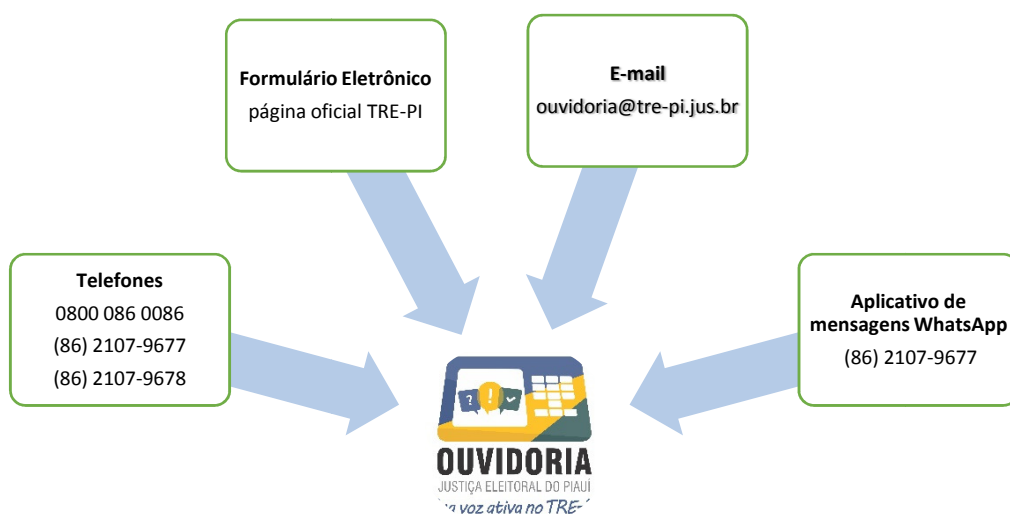 Formulário Eletrônico
página oficial TRE-PI
E-mail
ouvidoria@tre-pi.jus.br
Telefones
0800 086 0086
(86) 2107-9677
(86) 2107-9678
Aplicativo de
mensagens WhatsApp
(86) 2107-9677
? ! 
OUVIDORIA
JUSTIÇA ELEITORAL DO PIAUÍ
voz ativa no TRE-